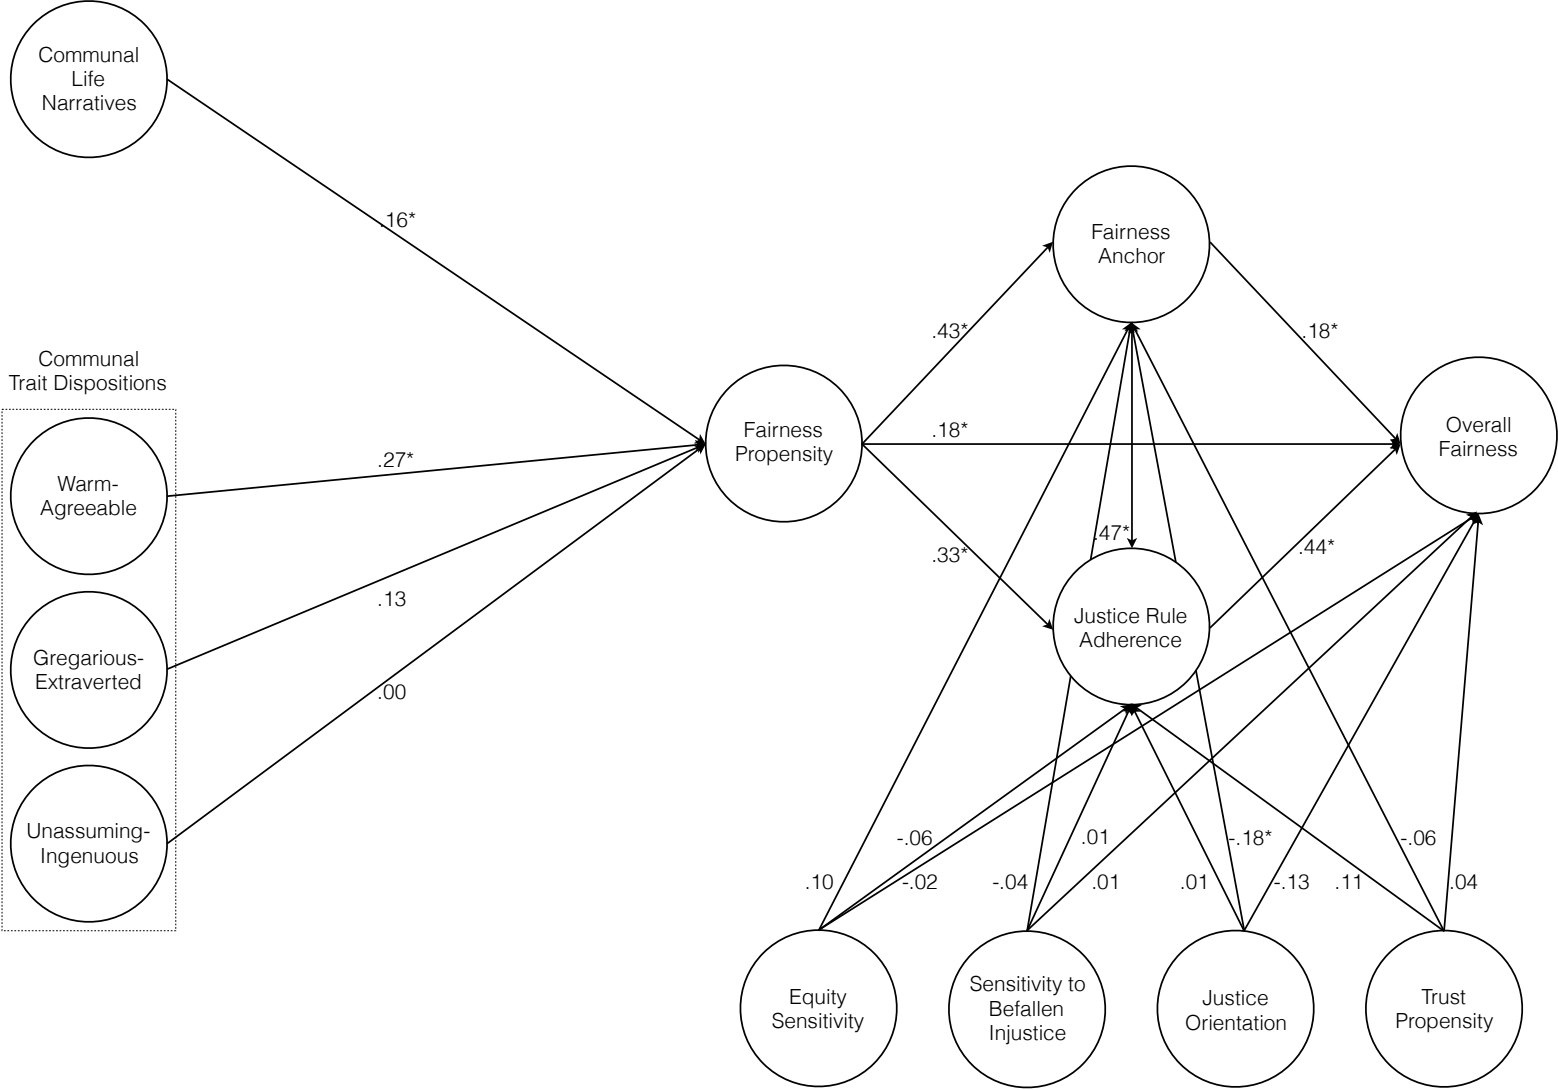 Communal
Life
Narratives
.16*
Communal
Trait Dispositions
Warm-
Agreeable
.27*
Gregarious-
Extraverted
.13
Unassuming-
Ingenuous
.00
Fairness
Propensity
.43*
.18*
.33*
Fairness
Anchor
.18*
.47*
Justice Rule
Adherence
.44*
Overall
Fairness
-.06
.01
-.18*
-.06
.10
-.02
-.04
.01
.01
-.13
.11
.04
Equity
Sensitivity
Sensitivity to
Befallen
Injustice
Justice
Orientation
Trust
Propensity